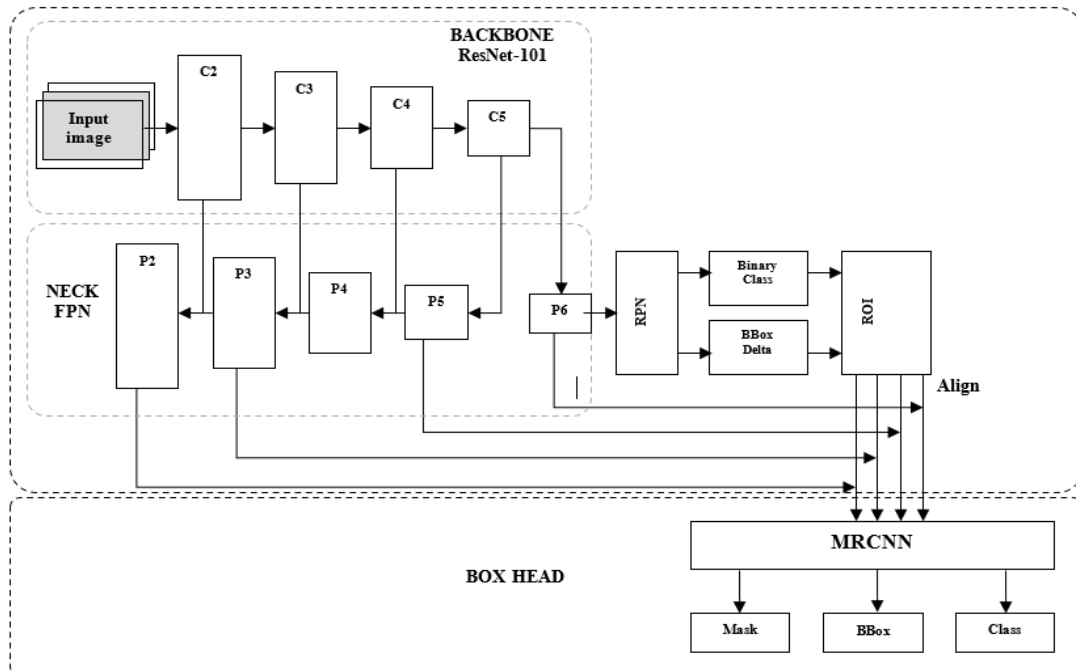 BACKBONE
ResNet-101
Input
image
C2
C3
C4
C5
NECK
FPN
P2
P3
P4
P5
P6
RPN
Binary
Class
BBox
Delta
ROI
Align
MRCNN
BOX HEAD
Mask
BBox
Class